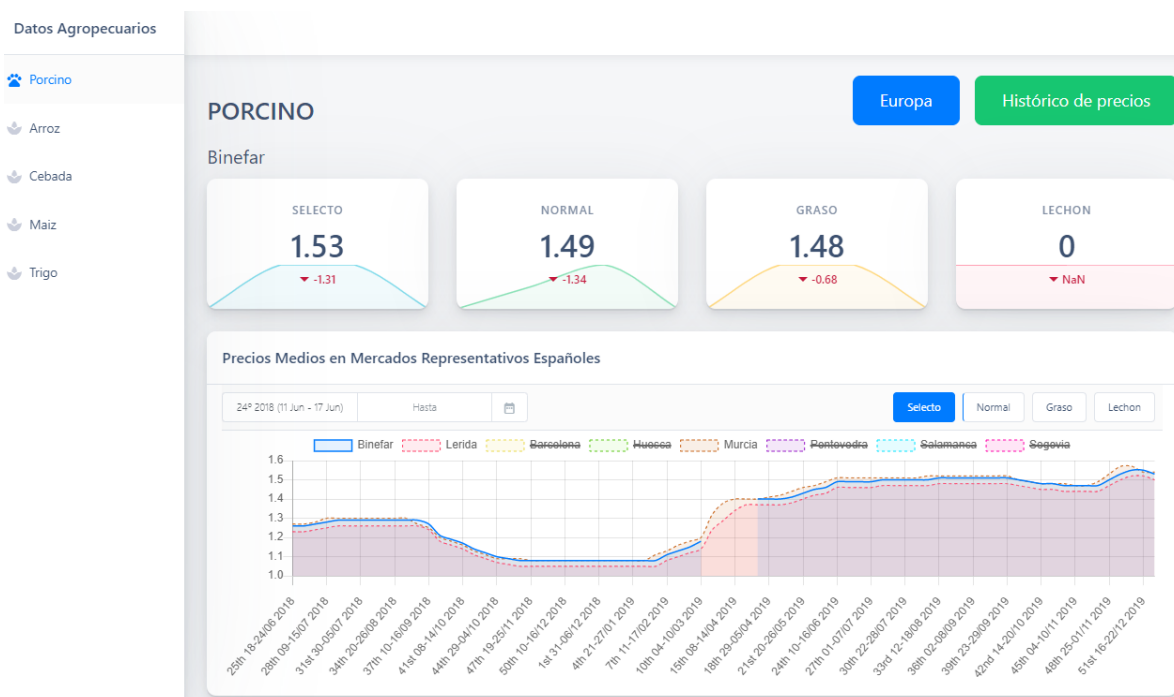 Datos Agropecuarios
Porcino
Arroz
Cebada
Maiz
Trigo
PORCINO
Europa
Histórico de precios
Binefar
SELECTO
1.53
-1.31
NORMAL
1.49
-1.34
GRASO
1.48
-0.68
LECHON
0
NaN
Precios Medios en Mercados Representativos Españoles
24º 2018 (11 Jun - 17 Jun) Hasta
Selecto Normal Graso Lechon
Binefar Lerida Barcelona Huesca Murcia Pontevedra Salamanca Segovia
1.6
1.5
1.4
1.3
1.2
1.1
1.0
25th 18-24/06 2018
28th 09-15/07 2018
31st 30-05/07 2018
34th 20-26/08 2018
37th 10-16/09 2018
41st 08-14/10 2018
44th 29-04/10 2018
47th 19-25/11 2018
50th 10-16/12 2018
1st 31-06/12 2018
4th 21-27/01 2019
7th 11-17/02 2019
10th 04-10/03 2019
15th 08-14/04 2019
18th 29-05/04 2019
21st 20-26/05 2019
24th 10-16/06 2019
27th 01-07/07 2019
30th 22-28/07 2019
33rd 12-18/08 2019
36th 02-08/09 2019
39th 23-29/09 2019
42nd 14-20/10 2019
45th 04-10/11 2019
48th 25-01/11 2019
51st 16-22/12 2019